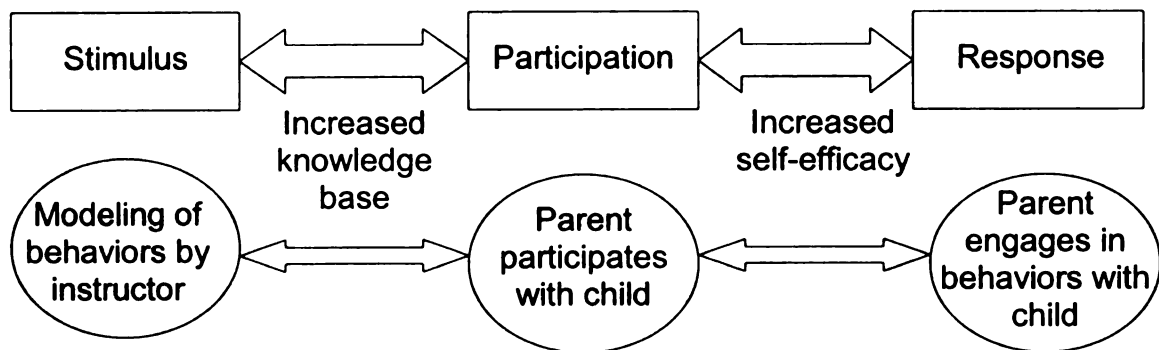 Stimulus
Participation
Response
Increased
knowledge
base
Increased
self-efficacy
Modeling of
behaviors by
instructor
Parent
participates
with child
Parent
engages in
behaviors with
child